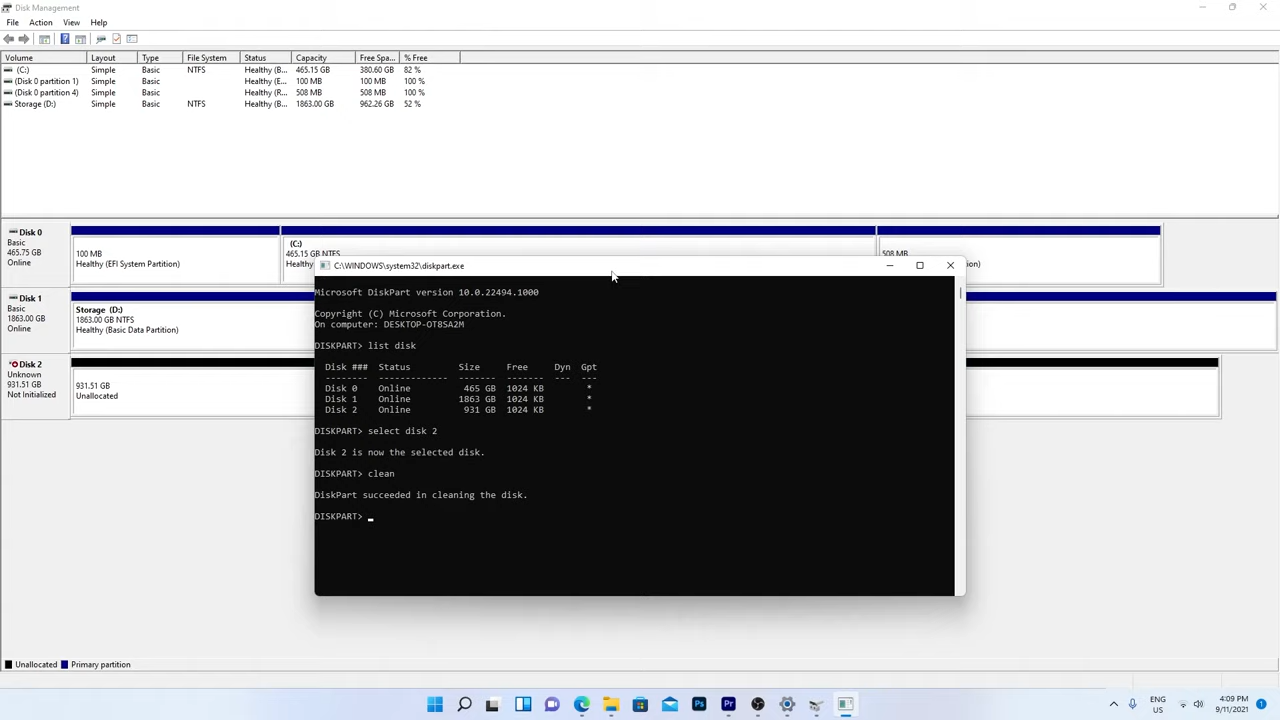 Disk Management
File Action View Help
Volume Layout Type File System Status Capacity Free Spa... % Free
(C:) Simple Basic NTFS Healthy (B... 465.15 GB 380.60 GB 82 %
(Disk 0 partition 1) Simple Basic Healthy (E... 100 MB 100 MB 100 %
(Disk 0 partition 4) Simple Basic Healthy (R... 508 MB 508 MB 100 %
Storage (D:) Simple Basic NTFS Healthy (B... 1863.00 GB 962.26 GB 52 %
Disk 0
Basic
465.75 GB
Online
100 MB
Healthy (EFI System Partition)
(C:)
465.15 GB NTFS
Healthy (B
508 MB
on)
Disk 1
Basic
1863.00 GB
Online
Storage (D:)
1863.00 GB NTFS
Healthy (Basic Data Partition)
Disk 2
Unknown
931.51 GB
Not Initialized
931.51 GB
Unallocated
C:\WINDOWS\system32\diskpart.exe
Microsoft DiskPart version 10.0.22494.1000
Copyright (C) Microsoft Corporation.
On computer: DESKTOP-OT8SA2M
DISKPART> list disk
Disk ### Status Size Free Dyn Gpt
-------- ------------- ------- ------- --- ---
Disk 0 Online 465 GB 1024 KB *
Disk 1 Online 1863 GB 1024 KB *
Disk 2 Online 931 GB 1024 KB *
DISKPART> select disk 2
Disk 2 is now the selected disk.
DISKPART> clean
DiskPart succeeded in cleaning the disk.
DISKPART> _
Unallocated Primary partition
Ps Pr
ENG
US
4:09 PM
9/11/2021
1